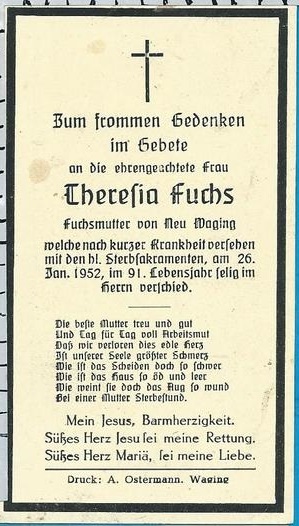 Zum frommen Gedenken
im Gebete
an die ehrengeachtete Frau
Theresia Fuchs
Fuchsmutter von Neu Waging
welche nach kurzer Krankheit versehen
mit den hl. Sterbsakramenten, am 26.
Jan. 1952, im 91. Lebensjahr selig im
Herrn verschied.
Die beste Mutter treu und gut
Und Tag für Tag voll Arbeitsmut
Daß wir verloren dies edle Herz
Ist unserer Seele größter Schmerz
Wie ist das Scheiden doch so schwer
Wie ist das Haus so öd und leer
Wie weint sie doch das Aug so wund
Bei einer Mutter Sterbestund.
Mein Jesus, Barmherzigkeit.
Süßes Herz Jesu sei meine Rettung.
Süßes Herz Mariä, sei meine Liebe.
Druck: A. Ostermann. Waging